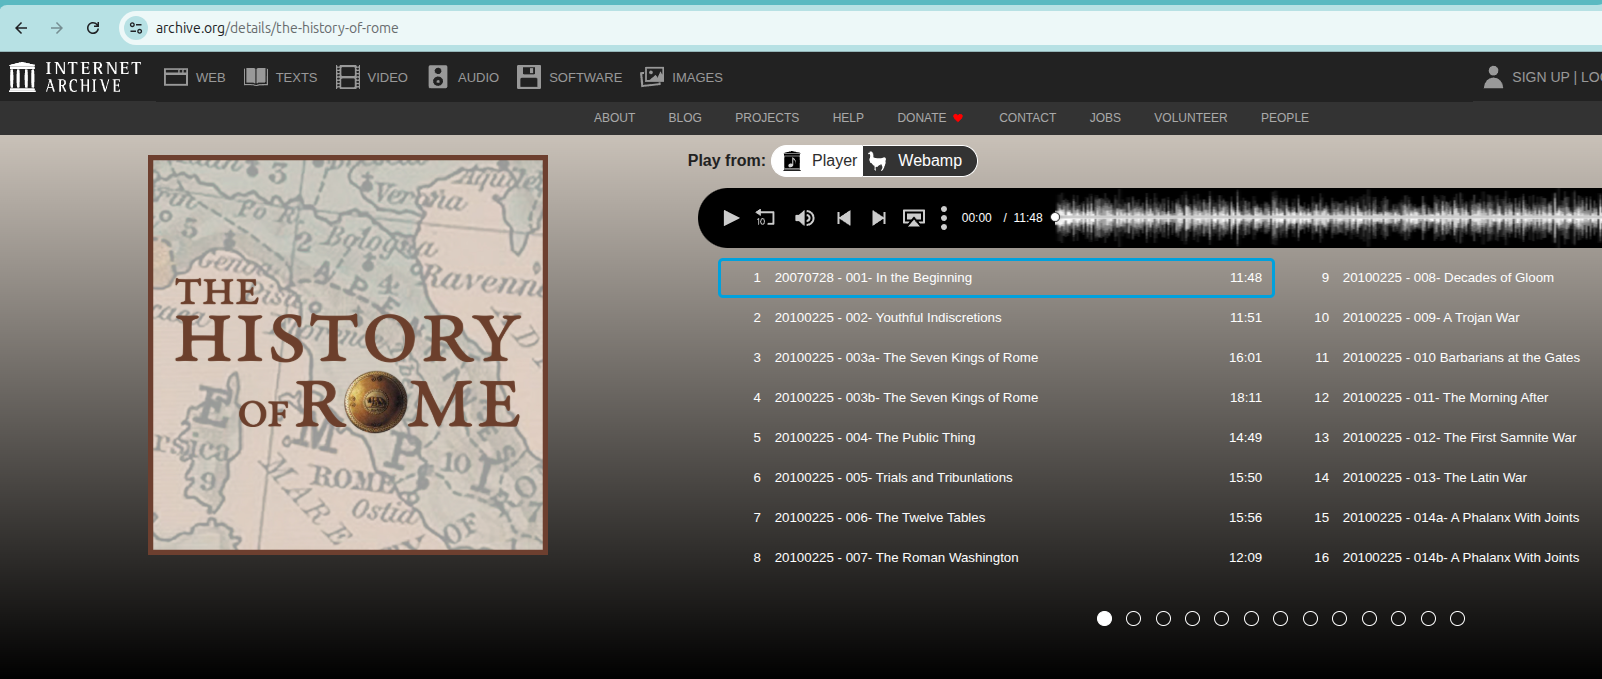 archive.org/details/the-history-of-rome
INTERNET ARCHIVE
WEB TEXTS VIDEO AUDIO SOFTWARE IMAGES
SIGN UP |
ABOUT BLOG PROJECTS HELP DONATE CONTACT JOBS VOLUNTEER PEOPLE
Play from: Player Webamp
10 00:00 / 11:48
1 20070728 - 001- In the Beginning 11:48
2 20100225 - 002- Youthful Indiscretions 11:51
3 20100225 - 003a- The Seven Kings of Rome 16:01
4 20100225 - 003b- The Seven Kings of Rome 18:11
5 20100225 - 004- The Public Thing 14:49
6 20100225 - 005- Trials and Tribunlations 15:50
7 20100225 - 006- The Twelve Tables 15:56
8 20100225 - 007- The Roman Washington 12:09
9 20100225 - 008- Decades of Gloom
10 20100225 - 009- A Trojan War
11 20100225 - 010 Barbarians at the Gates
12 20100225 - 011- The Morning After
13 20100225 - 012- The First Samnite War
14 20100225 - 013- The Latin War
15 20100225 - 014a- A Phalanx With Joints
16 20100225 - 014b- A Phalanx With Joints
THE
HISTORY
OF ROME
3
Verona
Po R.
5
2
Bologna
Ravenn
4
EMPI
ROME
10
9
Ostia
MARE
OF
7